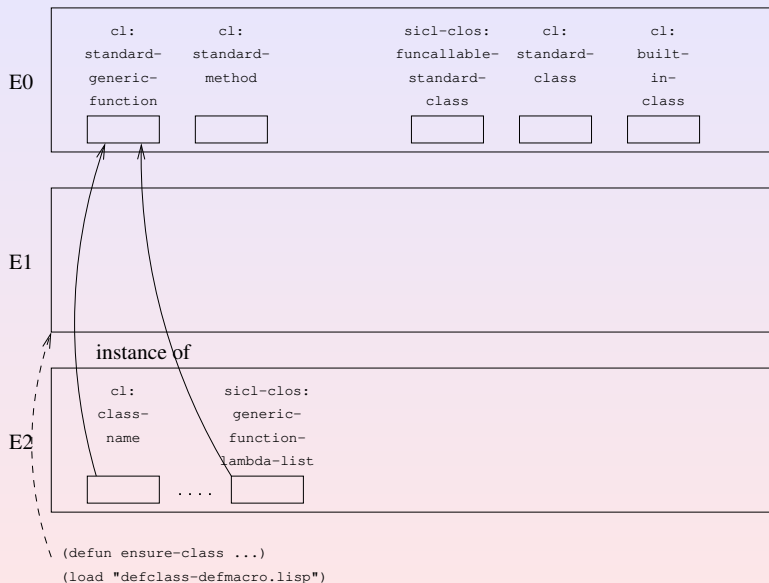 cl:
standard-
generic-
function
cl:
standard-
method
sicl-clos:
funcallable-
standard-
class
cl:
standard-
class
cl:
built-
in-
class
E0
E1
instance of
E2
cl:
class-
name
sicl-clos:
generic-
function-
lambda-list
....
(defun ensure-class ...)
(load "defclass-defmacro.lisp")